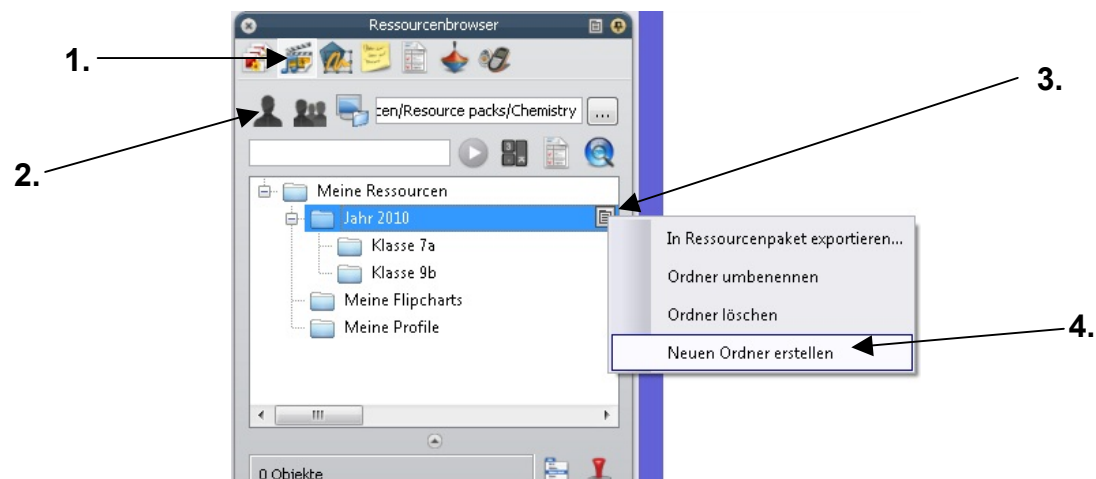 Ressourcenbrowser
1.
3.
cen/Resource packs/Chemistry
...
2.
Meine Ressourcen
Jahr 2010
In Ressourcenpaket exportieren...
Klasse 7a
Klasse 9b
Ordner umbenennen
Meine Flipcharts
Ordner löschen
Meine Profile
4.
Neuen Ordner erstellen
0 Objekte